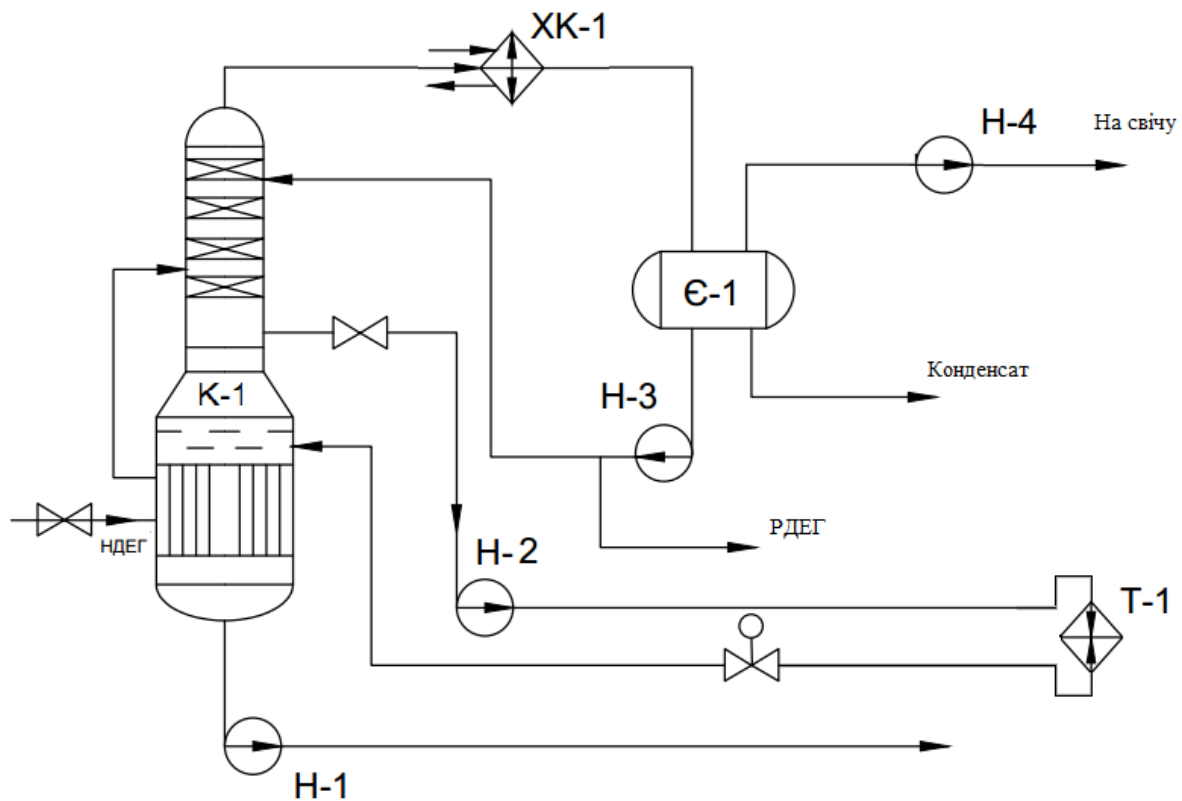 ХК-1
Н-4
На свічу
Є-1
К-1
Н-3
Конденсат
НДЕГ
РДЕГ
Н-2
Т-1
Н-1